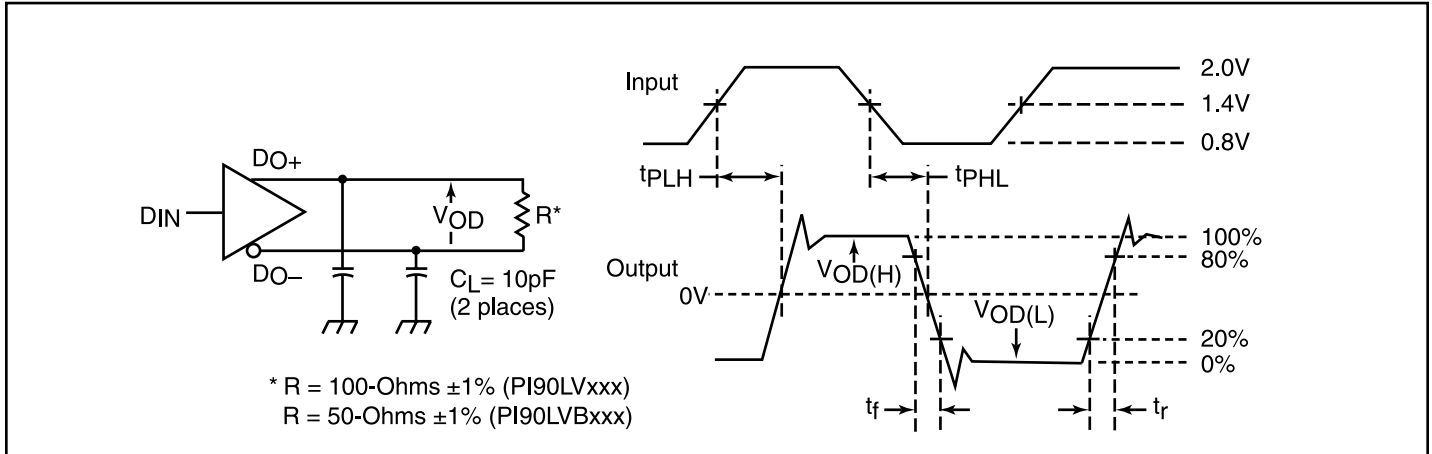 DIN
DO+
DO–
VOD
R*
CL = 10pF
(2 places)
* R = 100-Ohms ±1% (PI90LVxxx)
R = 50-Ohms ±1% (PI90LVBxxx)
Input
2.0V
1.4V
0.8V
tPLH
tPHL
Output
0V
VOD(H)
VOD(L)
100%
80%
20%
0%
tf
tr